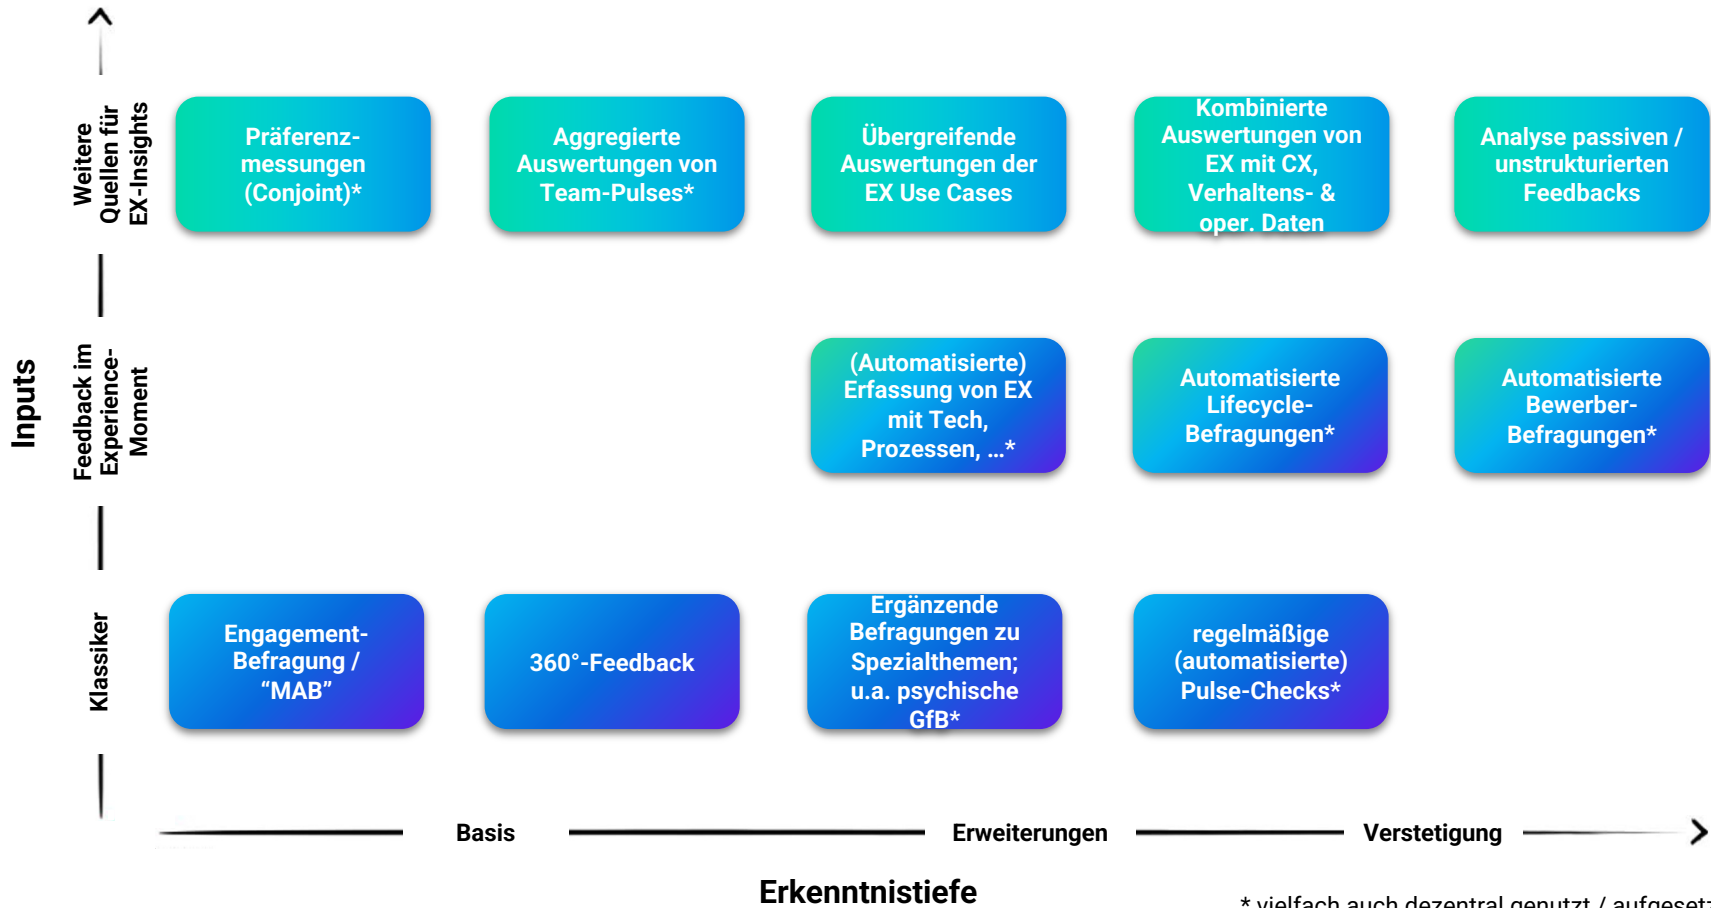 Weitere
Quellen für
EX-Insights
Präferenz-
messungen
(Conjoint)*
Aggregierte
Auswertungen von
Team-Pulses*
Übergreifende
Auswertungen der
EX Use Cases
Kombinierte
Auswertungen von
EX mit CX,
Verhaltens- &
oper. Daten
Analyse passiven /
unstrukturierten
Feedbacks
Inputs
Feedback im
Experience-
Moment
(Automatisierte)
Erfassung von EX
mit Tech,
Prozessen, ...*
Automatisierte
Lifecycle-
Befragungen*
Automatisierte
Bewerber-
Befragungen*
Klassiker
Engagement-
Befragung /
“MAB”
360°-Feedback
Ergänzende
Befragungen zu
Spezialthemen;
u.a. psychische
GfB*
regelmäßige
(automatisierte)
Pulse-Checks*
Basis
Erweiterungen
Verstetigung
Erkenntnistiefe
* vielfach auch dezentral genutzt / aufgesetz